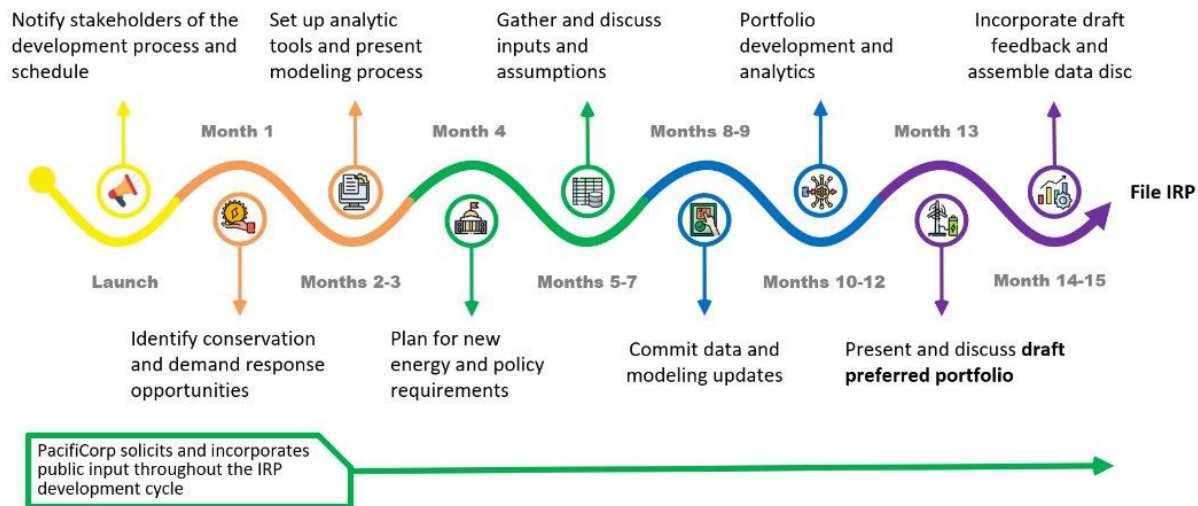 Notify stakeholders of the
development process and
schedule
Set up analytic
tools and present
modeling process
Gather and discuss
inputs and
assumptions
Portfolio
development and
analytics
Incorporate draft
feedback and
assemble data disc
Month 1
Month 4
Months 8-9
Month 13
File IRP
Launch
Months 2-3
Months 5-7
Months 10-12
Month 14-15
Identify conservation
and demand response
opportunities
Plan for new
energy and policy
requirements
Commit data and
modeling updates
Present and discuss draft
preferred portfolio
PacifiCorp solicits and incorporates
public input throughout the IRP
development cycle